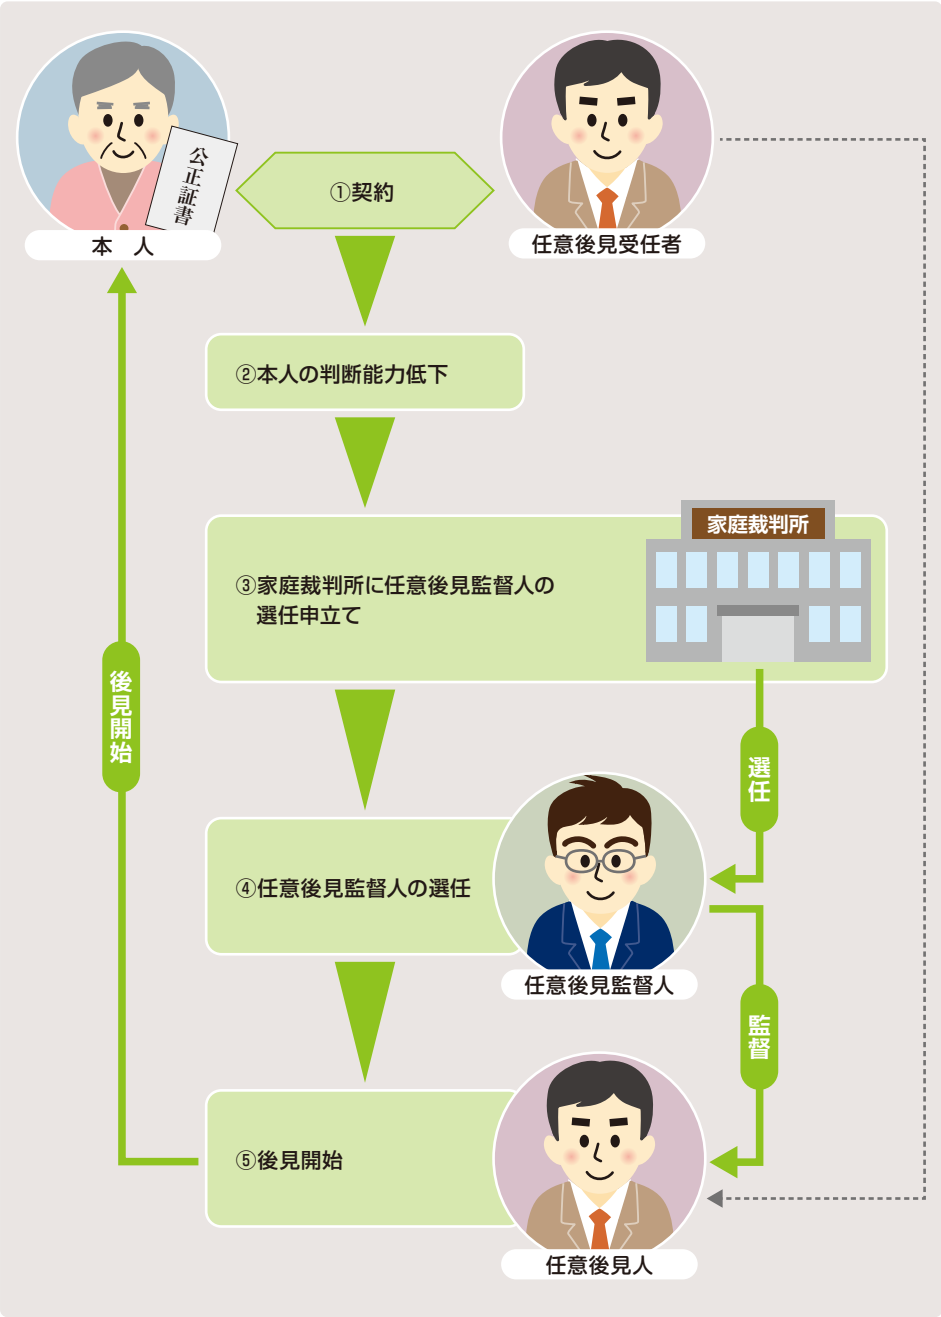 公正証書
本　人
①契約
任意後見受任者
②本人の判断能力低下
家庭裁判所
③家庭裁判所に任意後見監督人の
選任申立て
後見開始
選任
④任意後見監督人の選任
任意後見監督人
監督
⑤後見開始
任意後見人